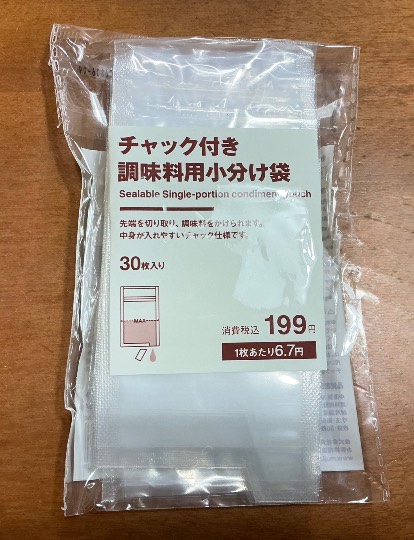 チャック付き
調味料用小分け袋
Sealable Single-portion condiment pouch
先端を切り取り、調味料をかけられます。
中身が入れやすいチャック仕様です。
30枚入り
MAX
消費税込 199円
1枚あたり6.7円